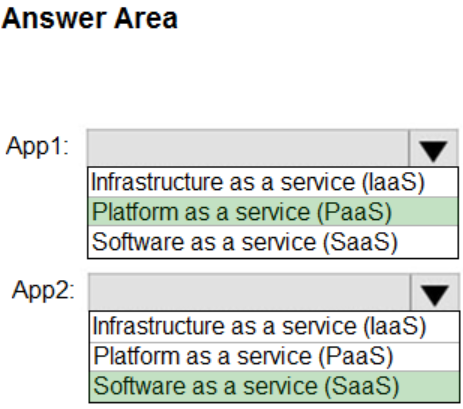 Answer Area
App1:
Infrastructure as a service (IaaS)
Platform as a service (PaaS)
Software as a service (SaaS)
App2:
Infrastructure as a service (IaaS)
Platform as a service (PaaS)
Software as a service (SaaS)